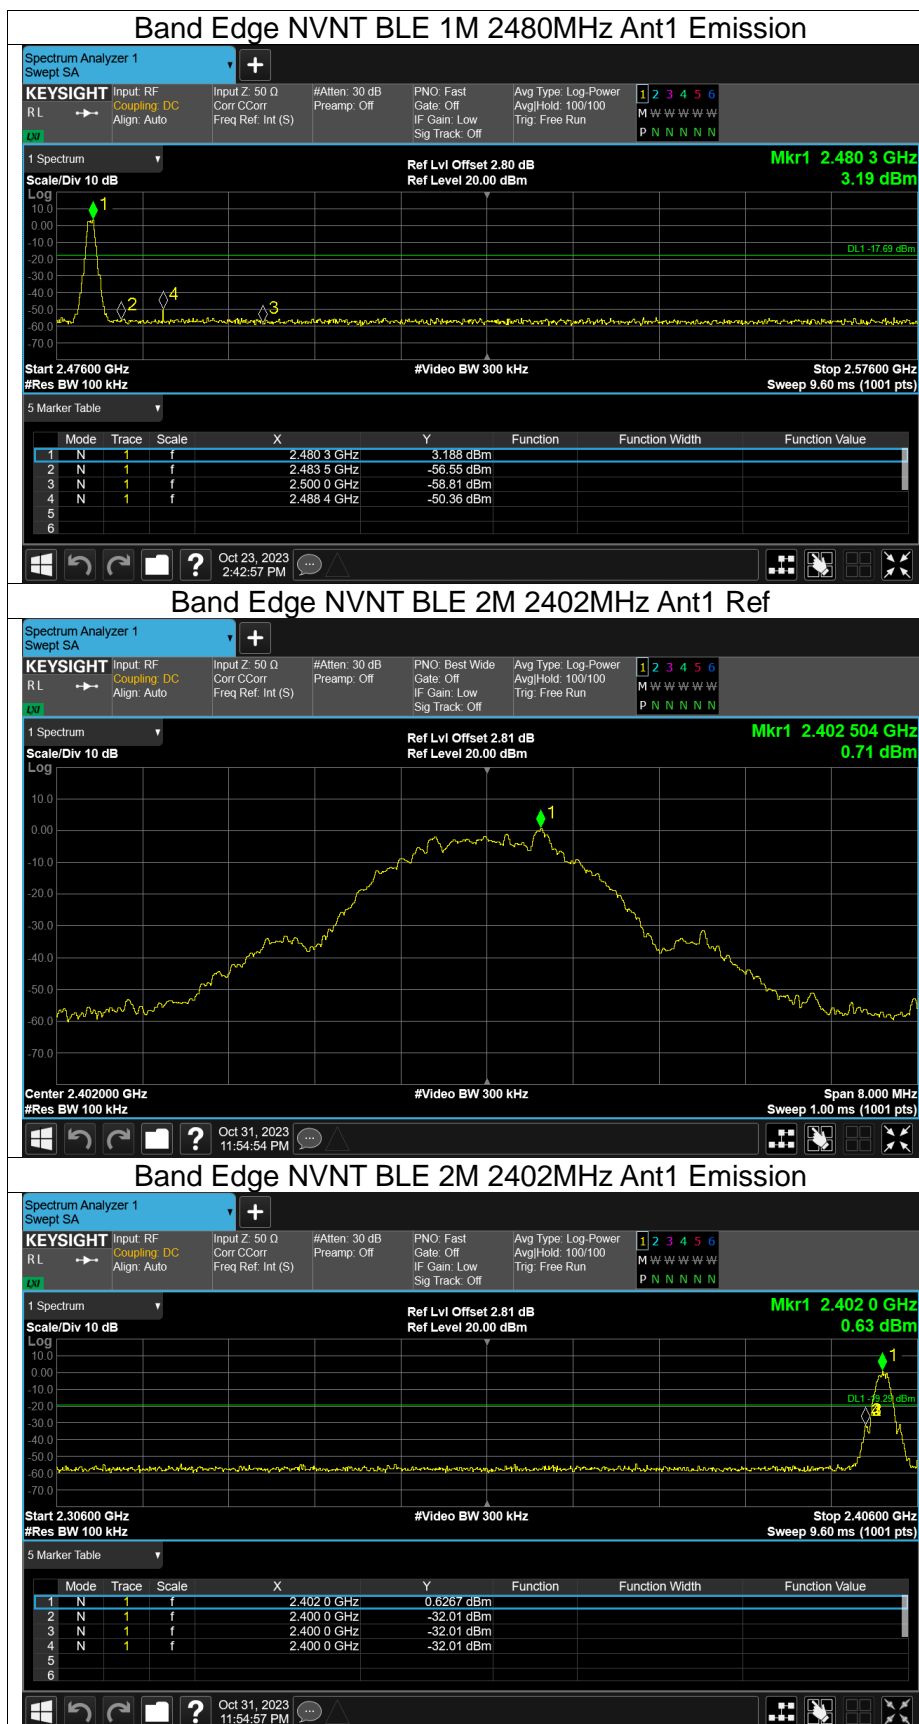 Band Edge NVNT BLE 1M 2480MHz Ant1 Emission
Spectrum Analyzer 1
Swept SA
+
KEYSIGHT Input: RF Input Z: 50 Ω #Atten: 30 dB PNO: Fast Avg Type: Log-Power 1 2 3 4 5 6
R L Coupling: DC Corr CCorr Preamp: Off Gate: Off Avg|Hold: 100/100 M W W W W W
Align: Auto Freq Ref: Int (S) IF Gain: Low Trig: Free Run
LXI Sig Track: Off P N N N N N
1 Spectrum Ref Lvl Offset 2.80 dB Mkr1 2.480 3 GHz
Scale/Div 10 dB Ref Level 20.00 dBm 3.19 dBm
Log
10.0
0.00
-10.0
-20.0
-30.0
-40.0
-50.0
-60.0
-70.0
1
2
4
3
DL1 -17.69 dBm
Start 2.47600 GHz #Video BW 300 kHz Stop 2.57600 GHz
#Res BW 100 kHz Sweep 9.60 ms (1001 pts)
5 Marker Table
Mode Trace Scale X Y Function Function Width Function Value
1 N 1 f 2.480 3 GHz 3.188 dBm
2 N 1 f 2.483 5 GHz -56.55 dBm
3 N 1 f 2.500 0 GHz -58.81 dBm
4 N 1 f 2.488 4 GHz -50.36 dBm
5
6
? Oct 23, 2023
2:42:57 PM
Band Edge NVNT BLE 2M 2402MHz Ant1 Ref
Spectrum Analyzer 1
Swept SA
+
KEYSIGHT Input: RF Input Z: 50 Ω #Atten: 30 dB PNO: Best Wide Avg Type: Log-Power 1 2 3 4 5 6
R L Coupling: DC Corr CCorr Preamp: Off Gate: Off Avg|Hold: 100/100 M W W W W W
Align: Auto Freq Ref: Int (S) IF Gain: Low Trig: Free Run
LXI Sig Track: Off P N N N N N
1 Spectrum Ref Lvl Offset 2.81 dB Mkr1 2.402 504 GHz
Scale/Div 10 dB Ref Level 20.00 dBm 0.71 dBm
Log
10.0
0.00
-10.0
-20.0
-30.0
-40.0
-50.0
-60.0
-70.0
1
Center 2.402000 GHz #Video BW 300 kHz Span 8.000 MHz
#Res BW 100 kHz Sweep 1.00 ms (1001 pts)
? Oct 31, 2023
11:54:54 PM
Band Edge NVNT BLE 2M 2402MHz Ant1 Emission
Spectrum Analyzer 1
Swept SA
+
KEYSIGHT Input: RF Input Z: 50 Ω #Atten: 30 dB PNO: Fast Avg Type: Log-Power 1 2 3 4 5 6
R L Coupling: DC Corr CCorr Preamp: Off Gate: Off Avg|Hold: 100/100 M W W W W W
Align: Auto Freq Ref: Int (S) IF Gain: Low Trig: Free Run
LXI Sig Track: Off P N N N N N
1 Spectrum Ref Lvl Offset 2.81 dB Mkr1 2.402 0 GHz
Scale/Div 10 dB Ref Level 20.00 dBm 0.63 dBm
Log
10.0
0.00
-10.0
-20.0
-30.0
-40.0
-50.0
-60.0
-70.0
1
DL1 -19.29 dBm
Start 2.30600 GHz #Video BW 300 kHz Stop 2.40600 GHz
#Res BW 100 kHz Sweep 9.60 ms (1001 pts)
5 Marker Table
Mode Trace Scale X Y Function Function Width Function Value
1 N 1 f 2.402 0 GHz 0.6267 dBm
2 N 1 f 2.400 0 GHz -32.01 dBm
3 N 1 f 2.400 0 GHz -32.01 dBm
4 N 1 f 2.400 0 GHz -32.01 dBm
5
6
? Oct 31, 2023
11:54:57 PM